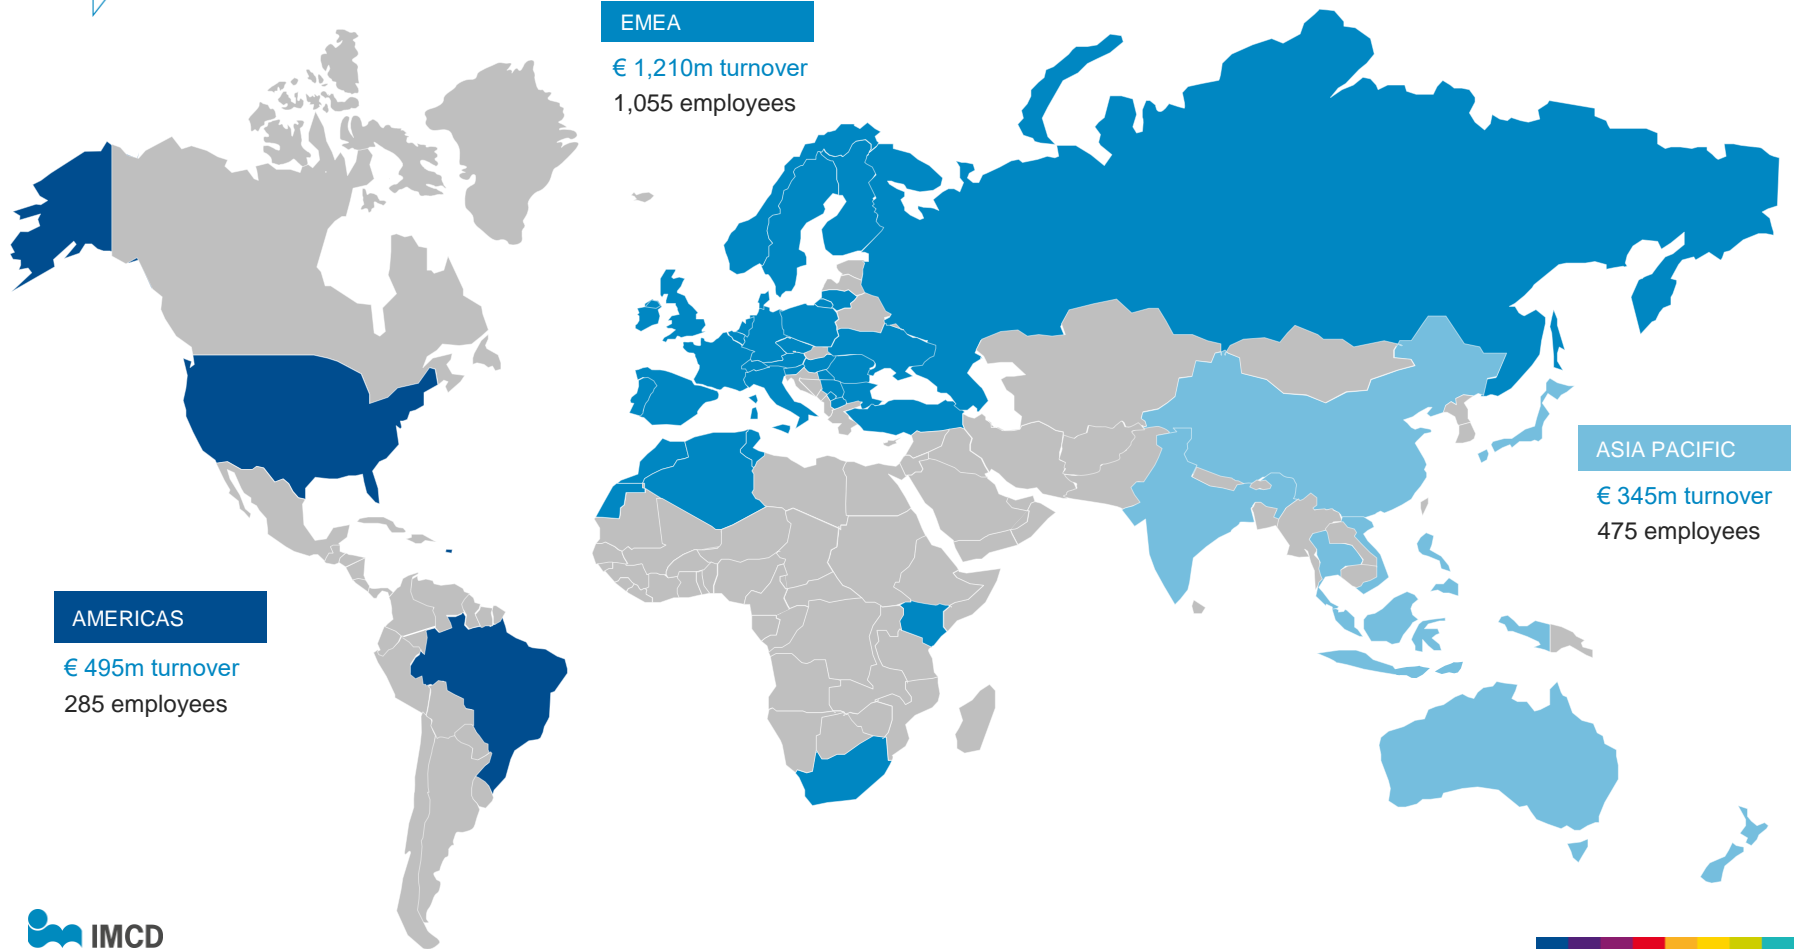 EMEA
€ 1,210m turnover
1,055 employees
ASIA PACIFIC
€ 345m turnover
475 employees
AMERICAS
€ 495m turnover
285 employees
IMCD